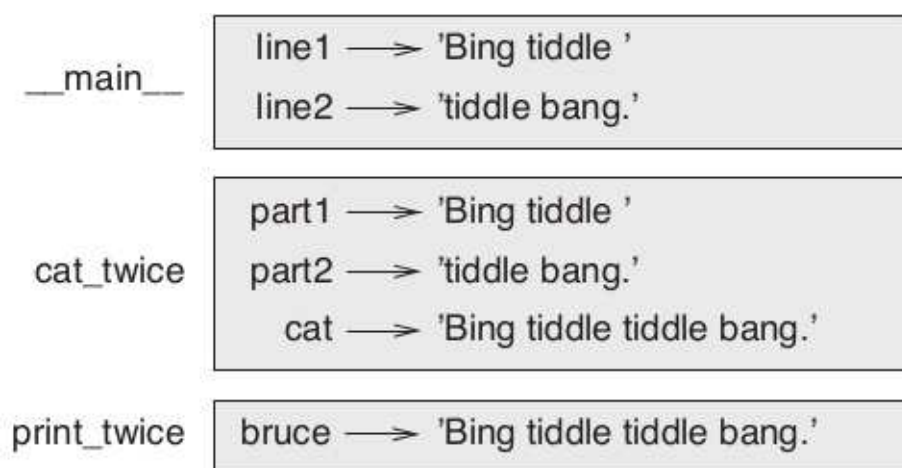 __main__
line1 → 'Bing tiddle ’
line2 → ’tiddle bang.’
cat_twice
part1 → ’Bing tiddle ’
part2 → ’tiddle bang.’
cat → ’Bing tiddle tiddle bang.’
print_twice
bruce → ’Bing tiddle tiddle bang.’